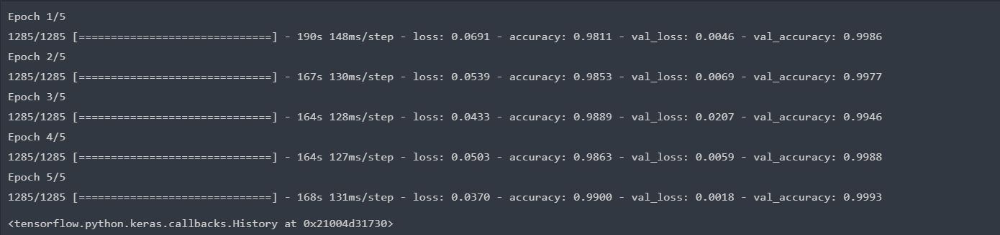 Epoch 1/5
1285/1285 [==============================] - 190s 148ms/step - loss: 0.0691 - accuracy: 0.9811 - val_loss: 0.0046 - val_accuracy: 0.9986
Epoch 2/5
1285/1285 [==============================] - 167s 130ms/step - loss: 0.0539 - accuracy: 0.9853 - val_loss: 0.0069 - val_accuracy: 0.9977
Epoch 3/5
1285/1285 [==============================] - 164s 128ms/step - loss: 0.0433 - accuracy: 0.9889 - val_loss: 0.0207 - val_accuracy: 0.9946
Epoch 4/5
1285/1285 [==============================] - 164s 127ms/step - loss: 0.0503 - accuracy: 0.9863 - val_loss: 0.0059 - val_accuracy: 0.9988
Epoch 5/5
1285/1285 [==============================] - 168s 131ms/step - loss: 0.0370 - accuracy: 0.9900 - val_loss: 0.0018 - val_accuracy: 0.9993
<tensorflow.python.keras.callbacks.History at 0x21004d31730>